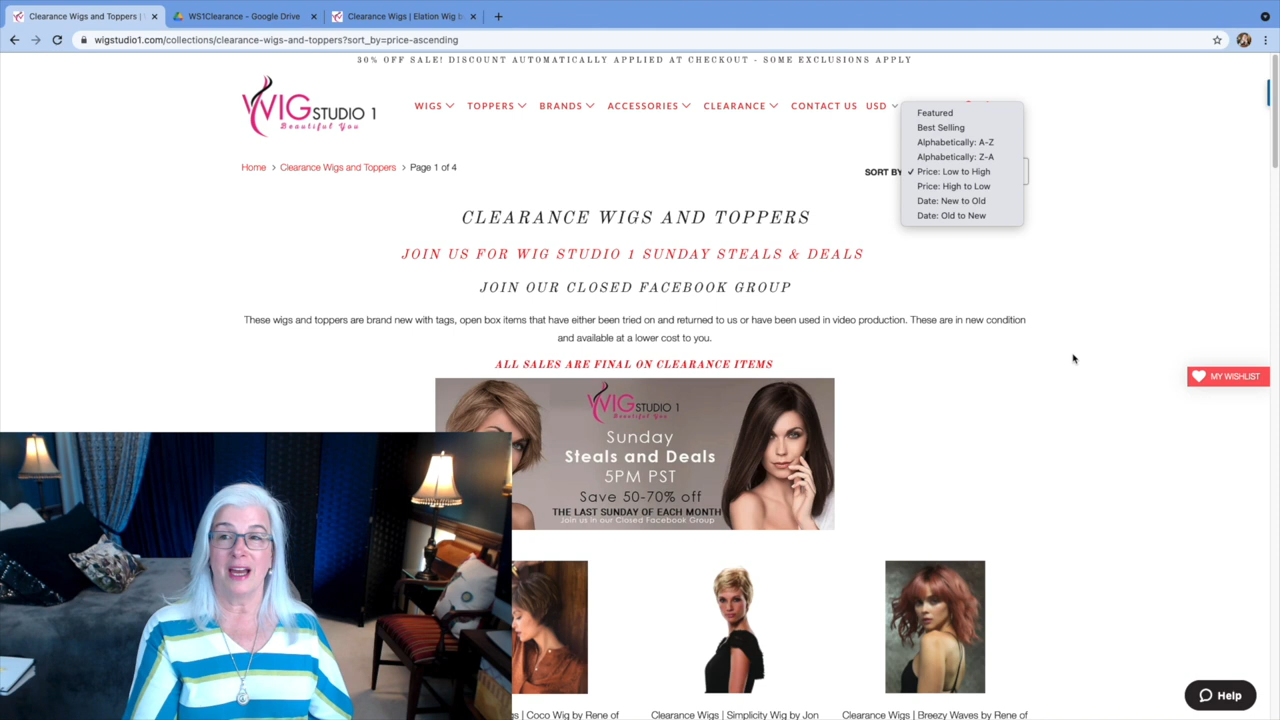 Clearance Wigs and Toppers |
WS1Clearance - Google Drive
Clearance Wigs | Elation Wig b
wigstudio1.com/collections/clearance-wigs-and-toppers?sort_by=price-ascending
30% OFF SALE! DISCOUNT AUTOMATICALLY APPLIED AT CHECKOUT - SOME EXCLUSIONS APPLY
WIG STUDIO 1
Beautiful You
WIGS TOPPERS BRANDS ACCESSORIES CLEARANCE CONTACT US USD
Home > Clearance Wigs and Toppers > Page 1 of 4
SORT BY
Featured
Best Selling
Alphabetically: A-Z
Alphabetically: Z-A
✓ Price: Low to High
Price: High to Low
Date: New to Old
Date: Old to New
CLEARANCE WIGS AND TOPPERS
JOIN US FOR WIG STUDIO 1 SUNDAY STEALS & DEALS
JOIN OUR CLOSED FACEBOOK GROUP
These wigs and toppers are brand new with tags, open box items that have either been tried on and returned to us or have been used in video production. These are in new condition
and available at a lower cost to you.
ALL SALES ARE FINAL ON CLEARANCE ITEMS
MY WISHLIST
WIG STUDIO 1
Beautiful You
Sunday
Steals and Deals
5PM PST
Save 50-70% off
THE LAST SUNDAY OF EACH MONTH
Join us in our Closed Facebook Group
Help
s | Coco Wig by Rene of
Clearance Wigs | Simplicity Wig by Jon
Clearance Wigs | Breezy Waves by Rene of